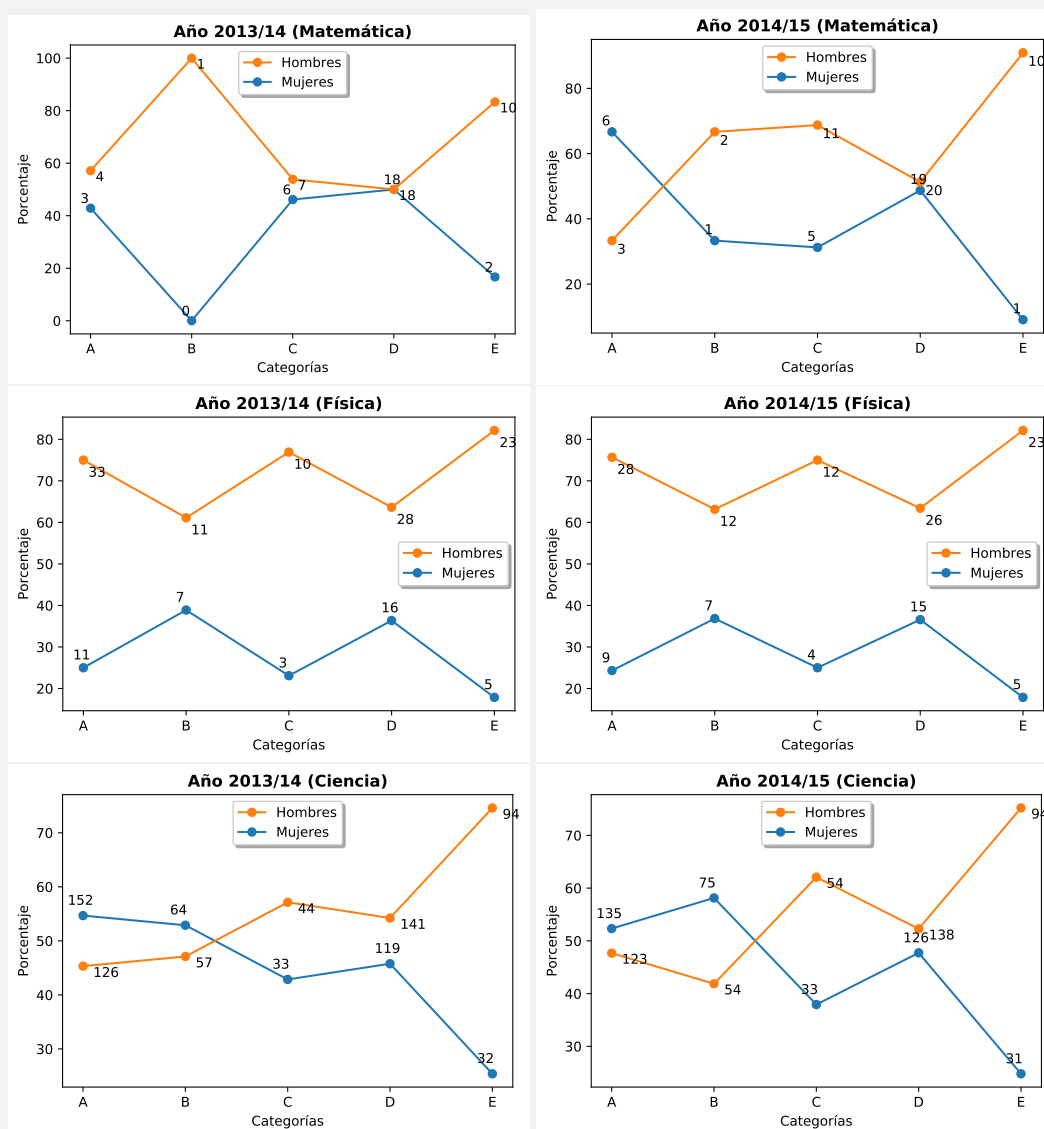 Año 2013/14 (Matemática)
Hombres
Mujeres
Porcentaje
100
80
60
40
20
0
4
3
1
0
7
6
18
18
10
2
A B C D E
Categorías
Año 2014/15 (Matemática)
Hombres
Mujeres
Porcentaje
80
60
40
20
6
3
2
1
11
5
19
20
10
1
A B C D E
Categorías
Año 2013/14 (Física)
Hombres
Mujeres
Porcentaje
80
70
60
50
40
30
20
33
11
11
7
10
3
28
16
23
5
A B C D E
Categorías
Año 2014/15 (Física)
Hombres
Mujeres
Porcentaje
80
70
60
50
40
30
20
28
9
12
7
12
4
26
15
23
5
A B C D E
Categorías
Año 2013/14 (Ciencia)
Hombres
Mujeres
Porcentaje
70
60
50
40
30
152
126
64
57
44
33
141
119
94
32
A B C D E
Categorías
Año 2014/15 (Ciencia)
Hombres
Mujeres
Porcentaje
70
60
50
40
30
135
123
75
54
54
33
126
138
94
31
A B C D E
Categorías